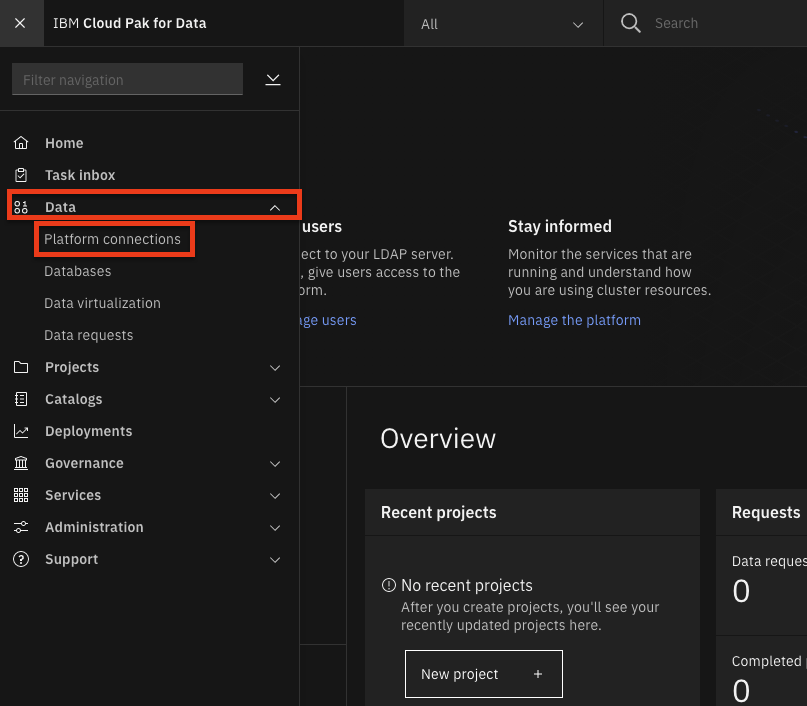 IBM Cloud Pak for Data
All
Search
Filter navigation
Home
Task inbox
Data
Platform connections
Databases
Data virtualization
Data requests
Projects
Catalogs
Deployments
Governance
Services
Administration
Support
users
ect to your LDAP server.
, give users access to the
orm.
age users
Stay informed
Monitor the services that are
running and understand how
you are using cluster resources.
Manage the platform
Overview
Recent projects
No recent projects
After you create projects, you'll see your
recently updated projects here.
New project +
Requests
Data reques
0
Completed
0